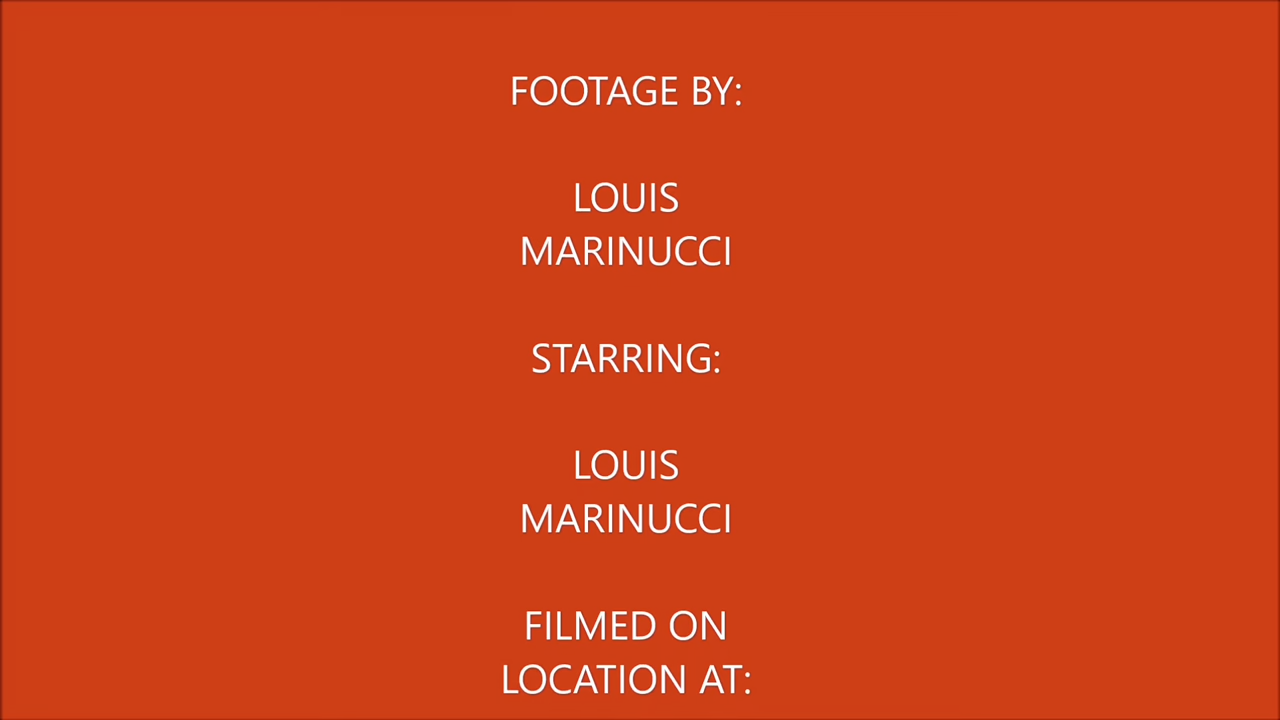 FOOTAGE BY:
LOUIS
MARINUCCI
STARRING:
LOUIS
MARINUCCI
FILMED ON
LOCATION AT: